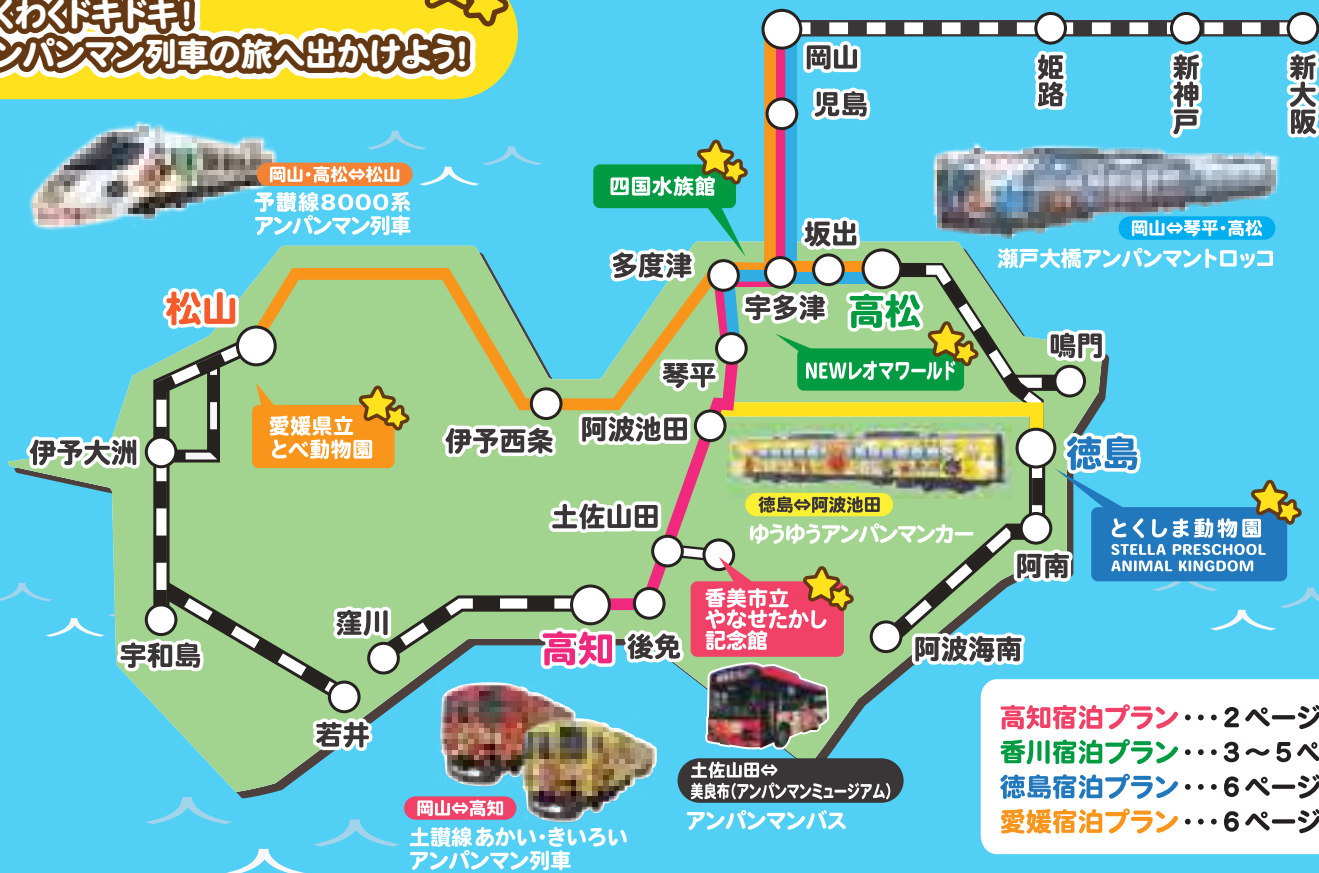 くわくドキドキ!
ンパンマン列車の旅へ出かけよう!
岡山
児島
姫路
新神戸
新大阪
岡山・高松⇔松山
予讃線8000系
アンパンマン列車
四国水族館
岡山⇔琴平・高松
瀬戸大橋アンパンマントロッコ
多度津
坂出
宇多津
高松
松山
NEWレオマワールド
鳴門
琴平
愛媛県立
とべ動物園
伊予西条
阿波池田
伊予大洲
徳島
徳島⇔阿波池田
ゆうゆうアンパンマンカー
土佐山田
とくしま動物園
STELLA PRESCHOOL
ANIMAL KINGDOM
阿南
香美市立
やなせたかし
記念館
窪川
高知
後免
宇和島
阿波海南
若井
岡山⇔高知
土讃線あかい・きいろい
アンパンマン列車
土佐山田⇔
美良布(アンパンマンミュージアム)
アンパンマンバス
高知宿泊プラン・・・2ページ
香川宿泊プラン・・・3〜5ペ
徳島宿泊プラン・・・6ページ
愛媛宿泊プラン・・・6ページ